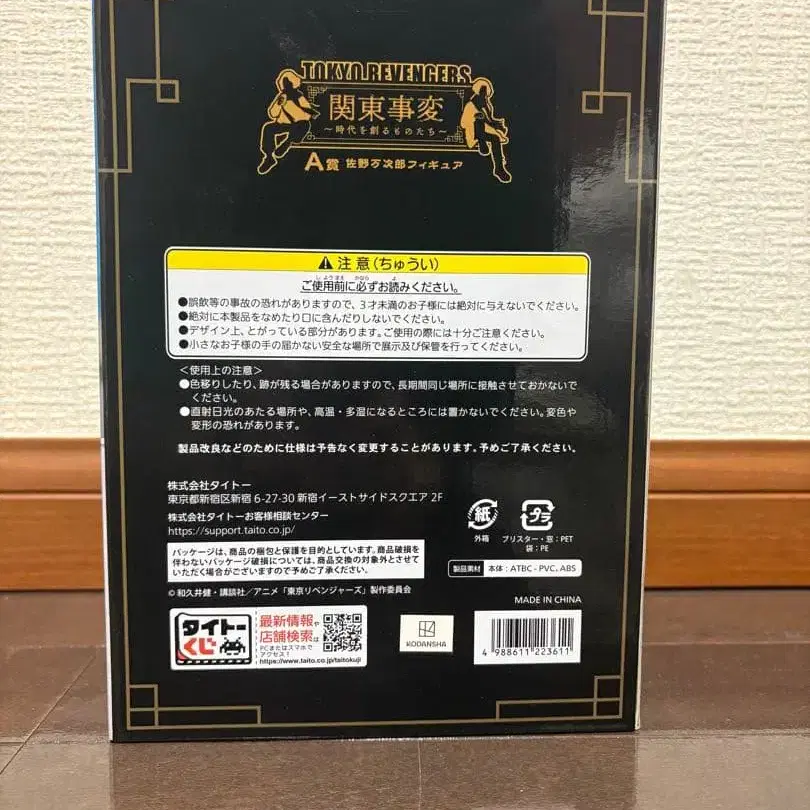 TOKYO REVENGERS
関東事変
～時代を創るものたち～
A賞 佐野万次郎フィギュア
注意(ちゅうい)
ご使用前に必ずお読みください。
●誤飲等の事故の恐れがありますので、3才未満のお子様には絶対に与えないでください。
●絶対に本製品をなめたり口に含んだりしないでください。
●デザイン上、とがっている部分があります。ご使用の際には十分ご注意ください。
●小さなお子様の手の届かない安全な場所で展示及び保管を行ってください。
＜使用上の注意＞
●色移りしたり、跡が残る場合がありますので、長期間同じ場所に接触させておかないで
ください。
●直射日光のあたる場所や、高温・多湿になるところには置かないでください。変色や
変形の恐れがあります。
製品改良などのために仕様は予告なく変更することがあります。予めご了承ください。
株式会社タイトー
東京都新宿区新宿 6-27-30 新宿イーストサイドスクエア 2F
株式会社タイトーお客様相談センター
https://support.taito.co.jp/
紙
外箱
プラ
ブリスター・窓：PET
袋：PE
パッケージは、商品の梱包と保護を目的としています。商品破損を
伴わないパッケージ破損については、商品交換の対象外とさせて
いただく場合がございますので予めご了承ください。
製品素材 本体：ATBC-PVC、ABS
©和久井健・講談社／アニメ「東京リベンジャーズ」製作委員会
MADE IN CHINA
タイトーくじ
最新情報や
店舗検索は
PCまたはスマホで
アクセス！
https://www.taito.co.jp/taitokuji
KODANSHA
4 988611 223611